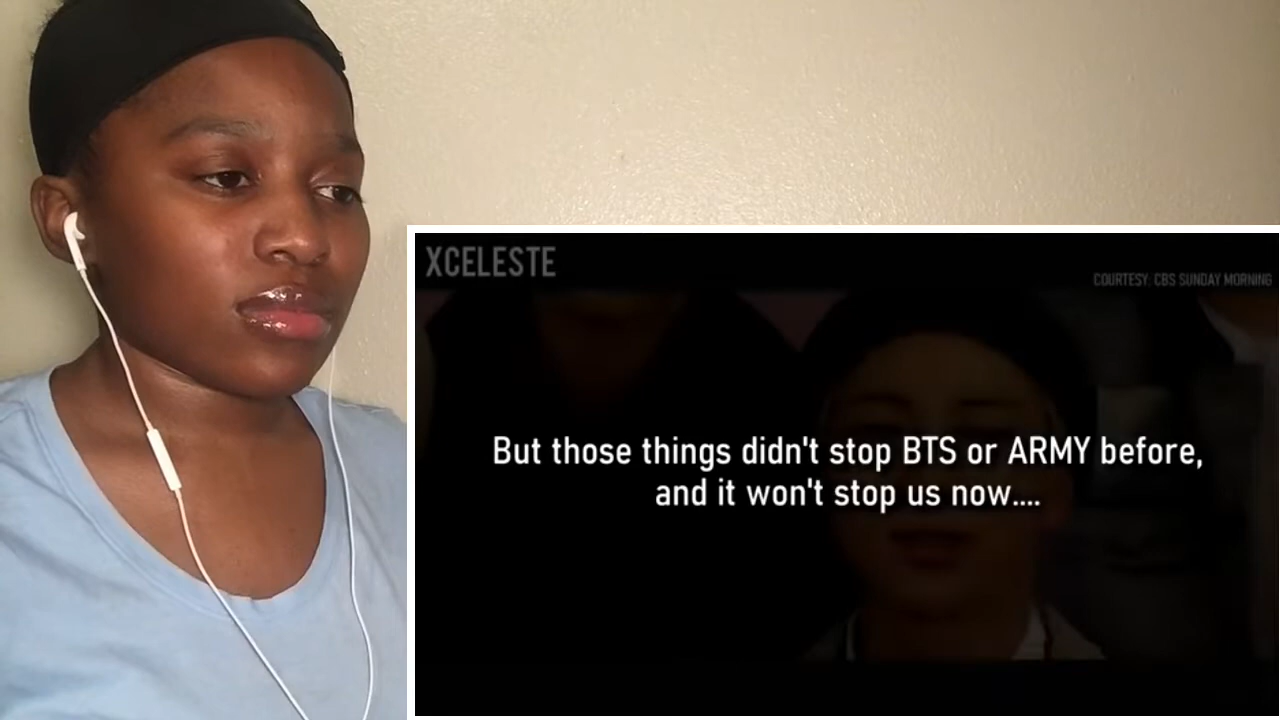 XCELESTE
COURTESY: CBS SUNDAY MORNING
But those things didn't stop BTS or ARMY before,
and it won't stop us now....